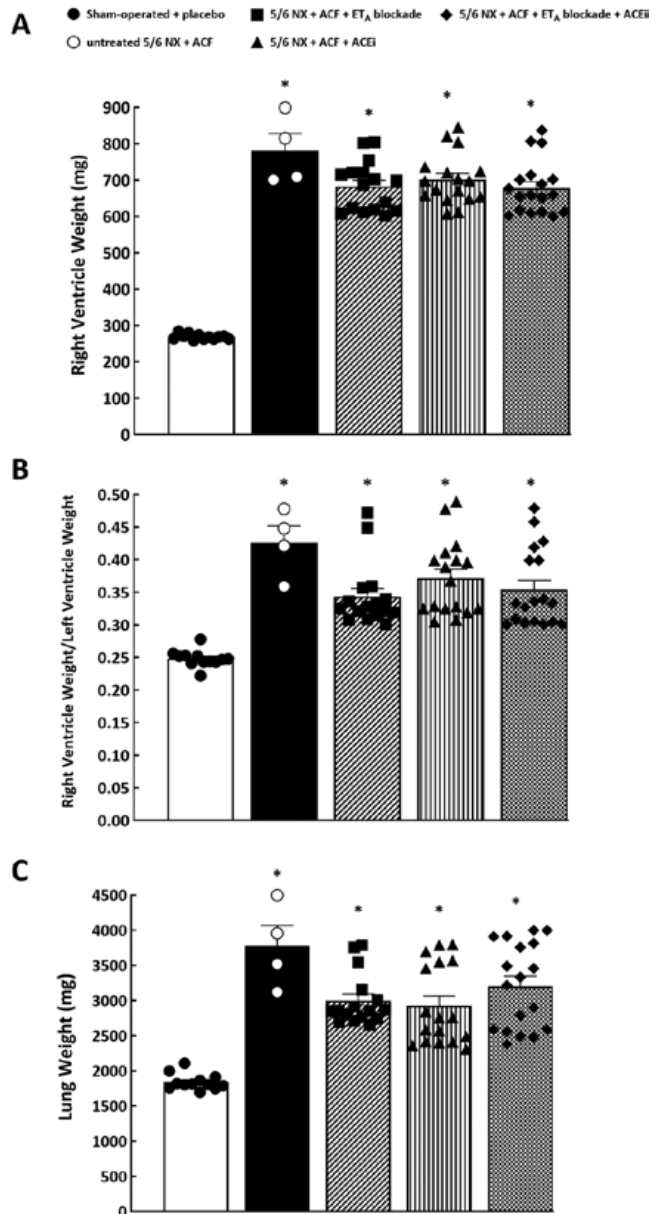 A
Sham-operated + placebo
5/6 NX + ACF + ETA blockade
5/6 NX + ACF + ETA blockade + ACEi
untreated 5/6 NX + ACF
5/6 NX + ACF + ACEi
* * * *
Right Ventricle Weight (mg)
900
800
700
600
500
400
300
200
100
0
B
* * * *
Right Ventricle Weight/Left Ventricle Weight
0.50
0.45
0.40
0.35
0.30
0.25
0.20
0.15
0.10
0.05
0.00
C
* * * *
Lung Weight (mg)
4500
4000
3500
3000
2500
2000
1500
1000
500
0